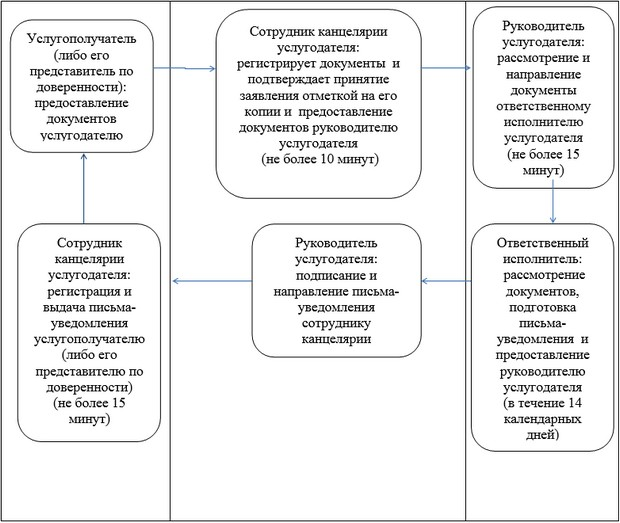 Услугополучатель
(либо его
представитель по
доверенности):
предоставление
документов
услугодателю
Сотрудник канцелярии
услугодателя:
регистрирует документы и
подтверждает принятие
заявления отметкой на его
копии и предоставление
документов руководителю
услугодателя
(не более 10 минут)
Руководитель
услугодателя:
рассмотрение и
направление
документы
ответственному
исполнителю
услугодателя
(не более 15
минут)
Ответственный
исполнитель:
рассмотрение
документов,
подготовка
письма-
уведомления и
предоставление
руководителю
услугодателя
(в течение 14
календарных
дней)
Руководитель
услугодателя:
подписание и
направление письма-
уведомления
сотруднику
канцелярии
Сотрудник
канцелярии
услугодателя:
регистрация и
выдача письма-
уведомления
услугополучателю
(либо его
представителю по
доверенности)
(не более 15
минут)